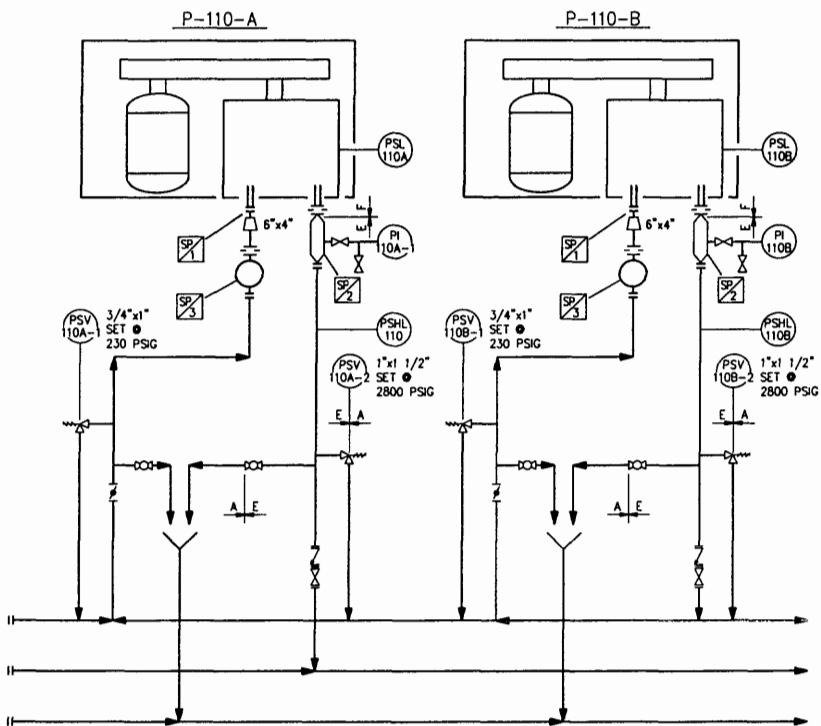 P-110-A
P-110-B
PSL
110A
PSL
110B
F
E
F
E
6"x4"
6"x4"
SP
1
PI
110A-1
SP
1
PI
110B
SP
2
SP
2
SP
3
SP
3
PSV
110A-1
3/4"x1"
SET @
230 PSIG
PSHL
110
PSV
110B-1
3/4"x1"
SET @
230 PSIG
PSHL
110B
PSV
110A-2
1"x1 1/2"
SET @
2800 PSIG
PSV
110B-2
1"x1 1/2"
SET @
2800 PSIG
E A
E A
A E
A E